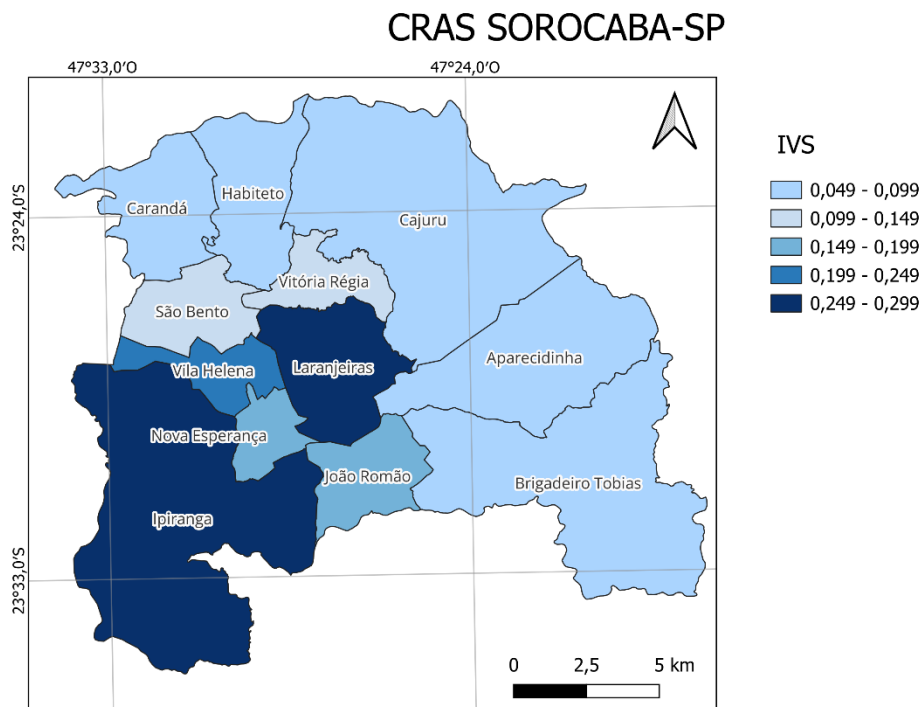 CRAS SOROCABA-SP
47°33,0'O
47°24,0'O
23°24,0'S
23°33,0'S
Carandá
Habiteto
Cajuru
Vitória Régia
São Bento
Laranjeiras
Aparecidinha
Vila Helena
Nova Esperança
João Romão
Brigadeiro Tobias
Ipiranga
0 2,5 5 km
IVS
0,049 - 0,099
0,099 - 0,149
0,149 - 0,199
0,199 - 0,249
0,249 - 0,299